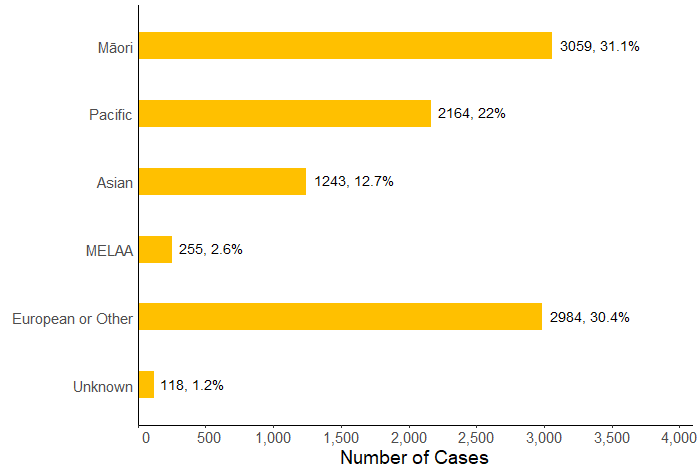 Māori 3059, 31.1%
Pacific 2164, 22%
Asian 1243, 12.7%
MELAA 255, 2.6%
European or Other 2984, 30.4%
Unknown 118, 1.2%
0 500 1,000 1,500 2,000 2,500 3,000 3,500 4,000
Number of Cases